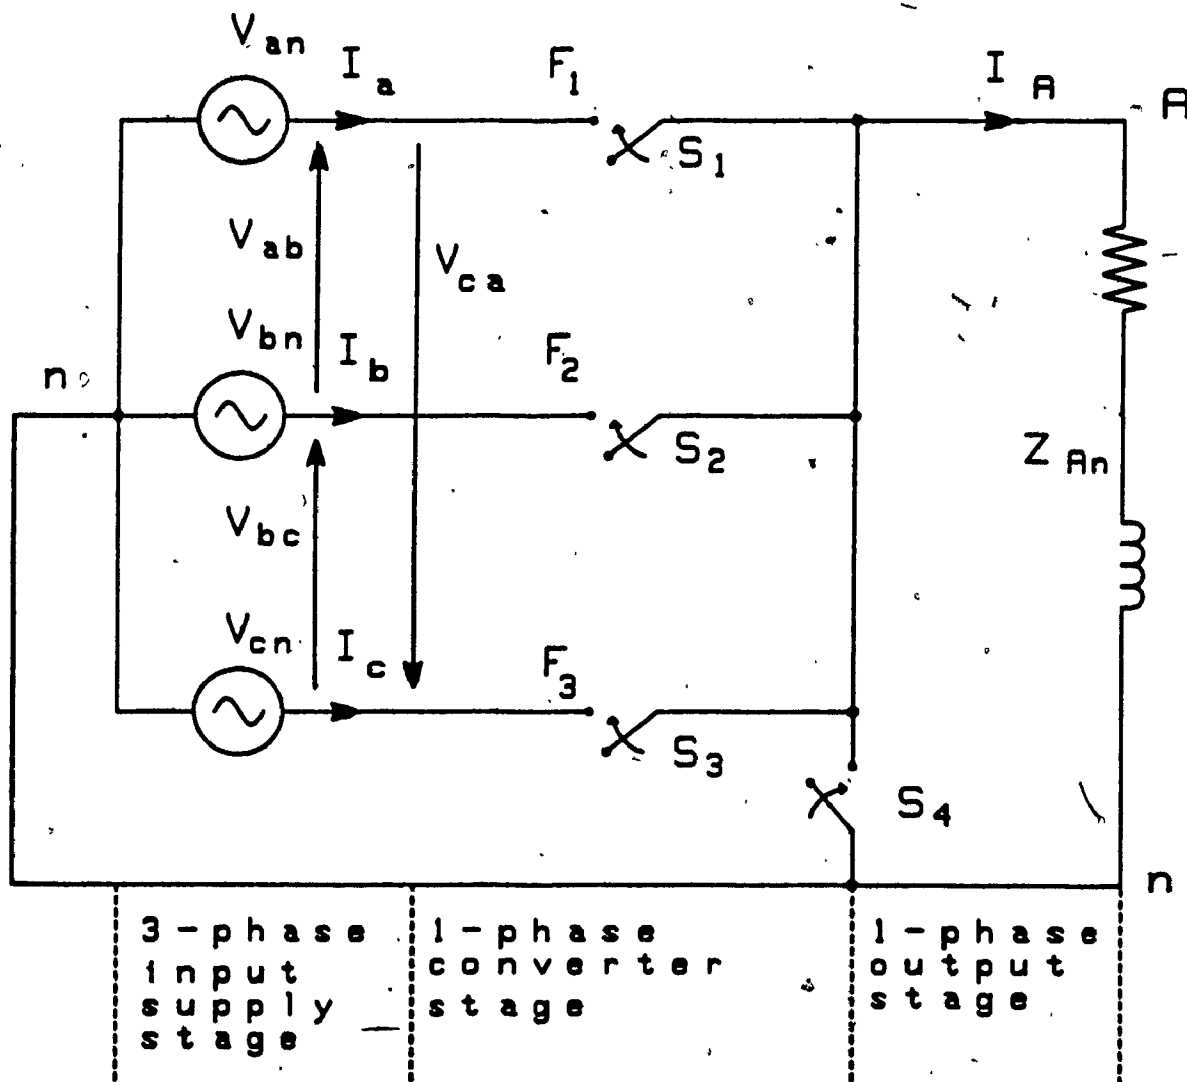 Van
Ia
F1
IA
A
S1
Vab
Vca
Vbn
Ib
F2
n
S2
ZAn
Vbc
Vcn
Ic
F3
S3
S4
n
3-phase
input
supply
stage
1-phase
converter
stage
1-phase
output
stage